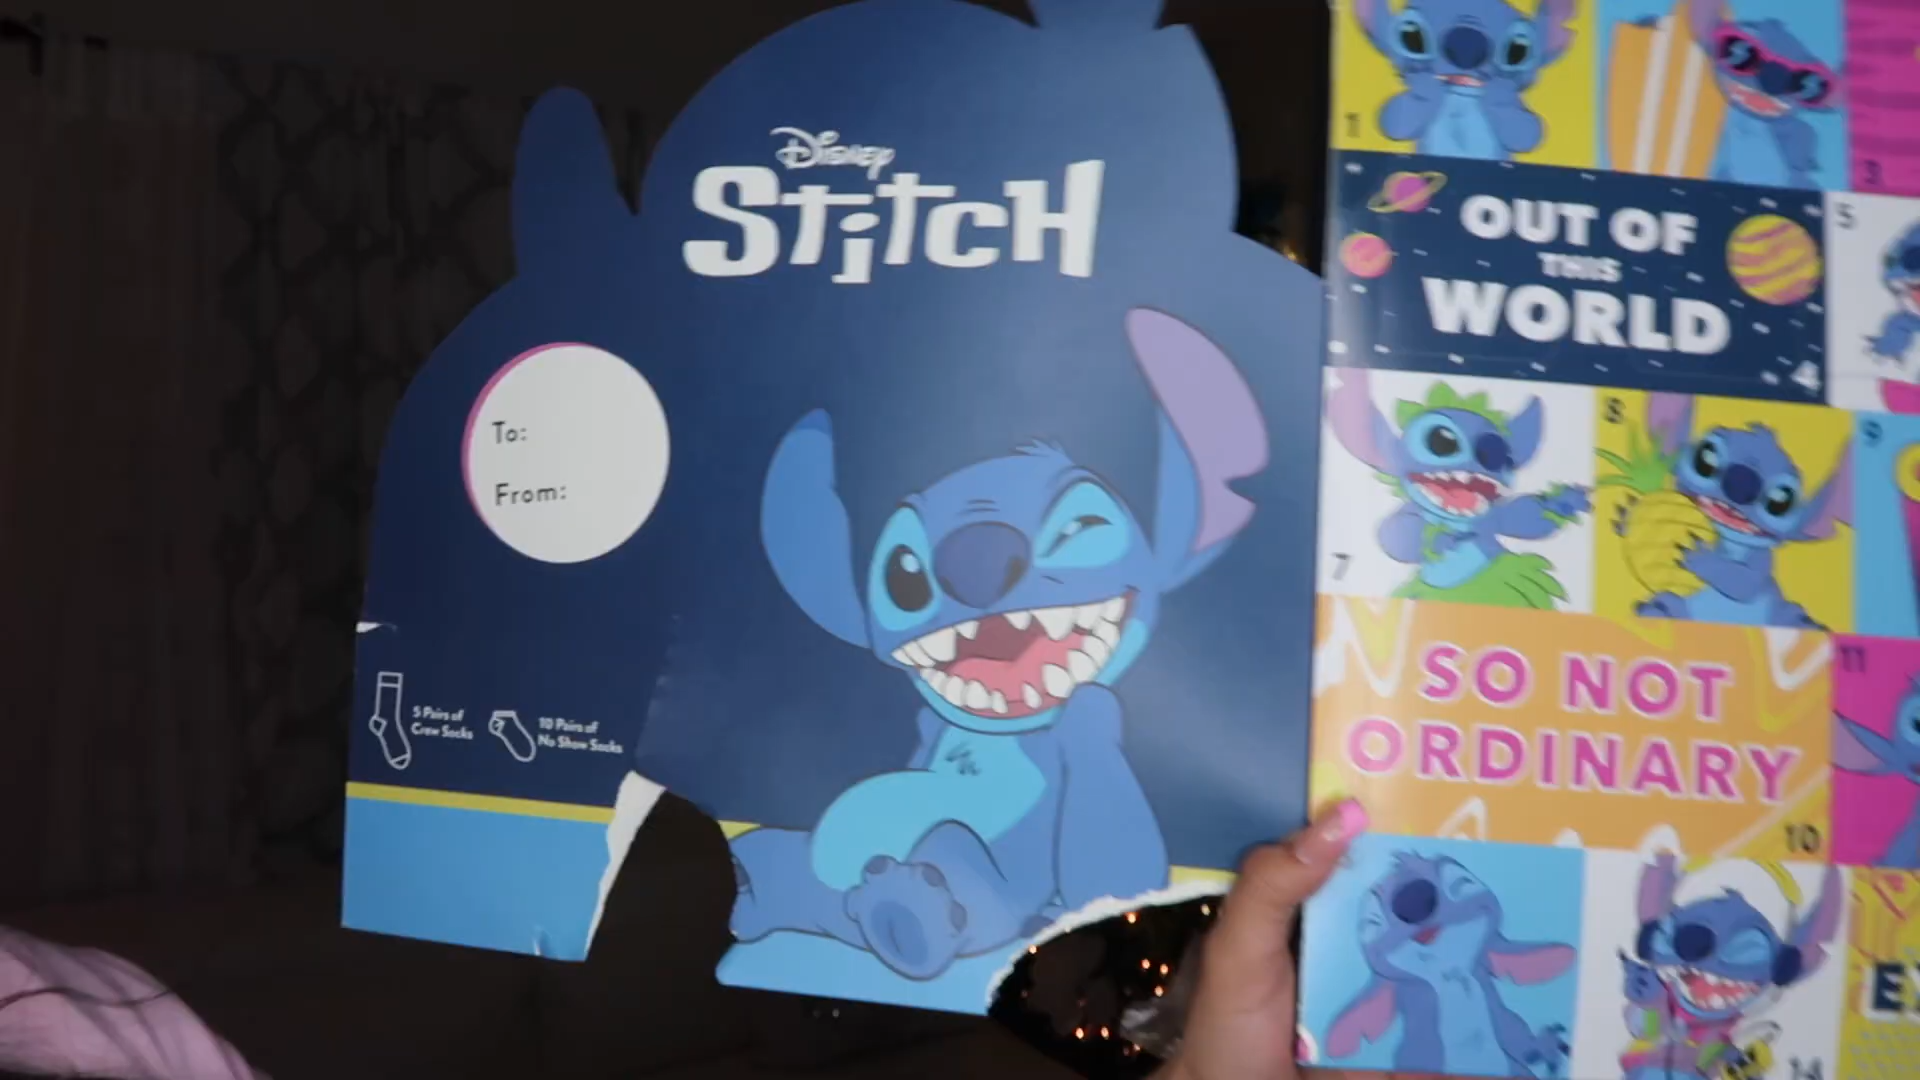 Disney
Stitch
To:
From:
5 Pairs of
Crew Socks
10 Pairs of
No Show Socks
1
3
OUT OF
THIS
WORLD
4
5
7
8
9
SO NOT
ORDINARY
10
11
14